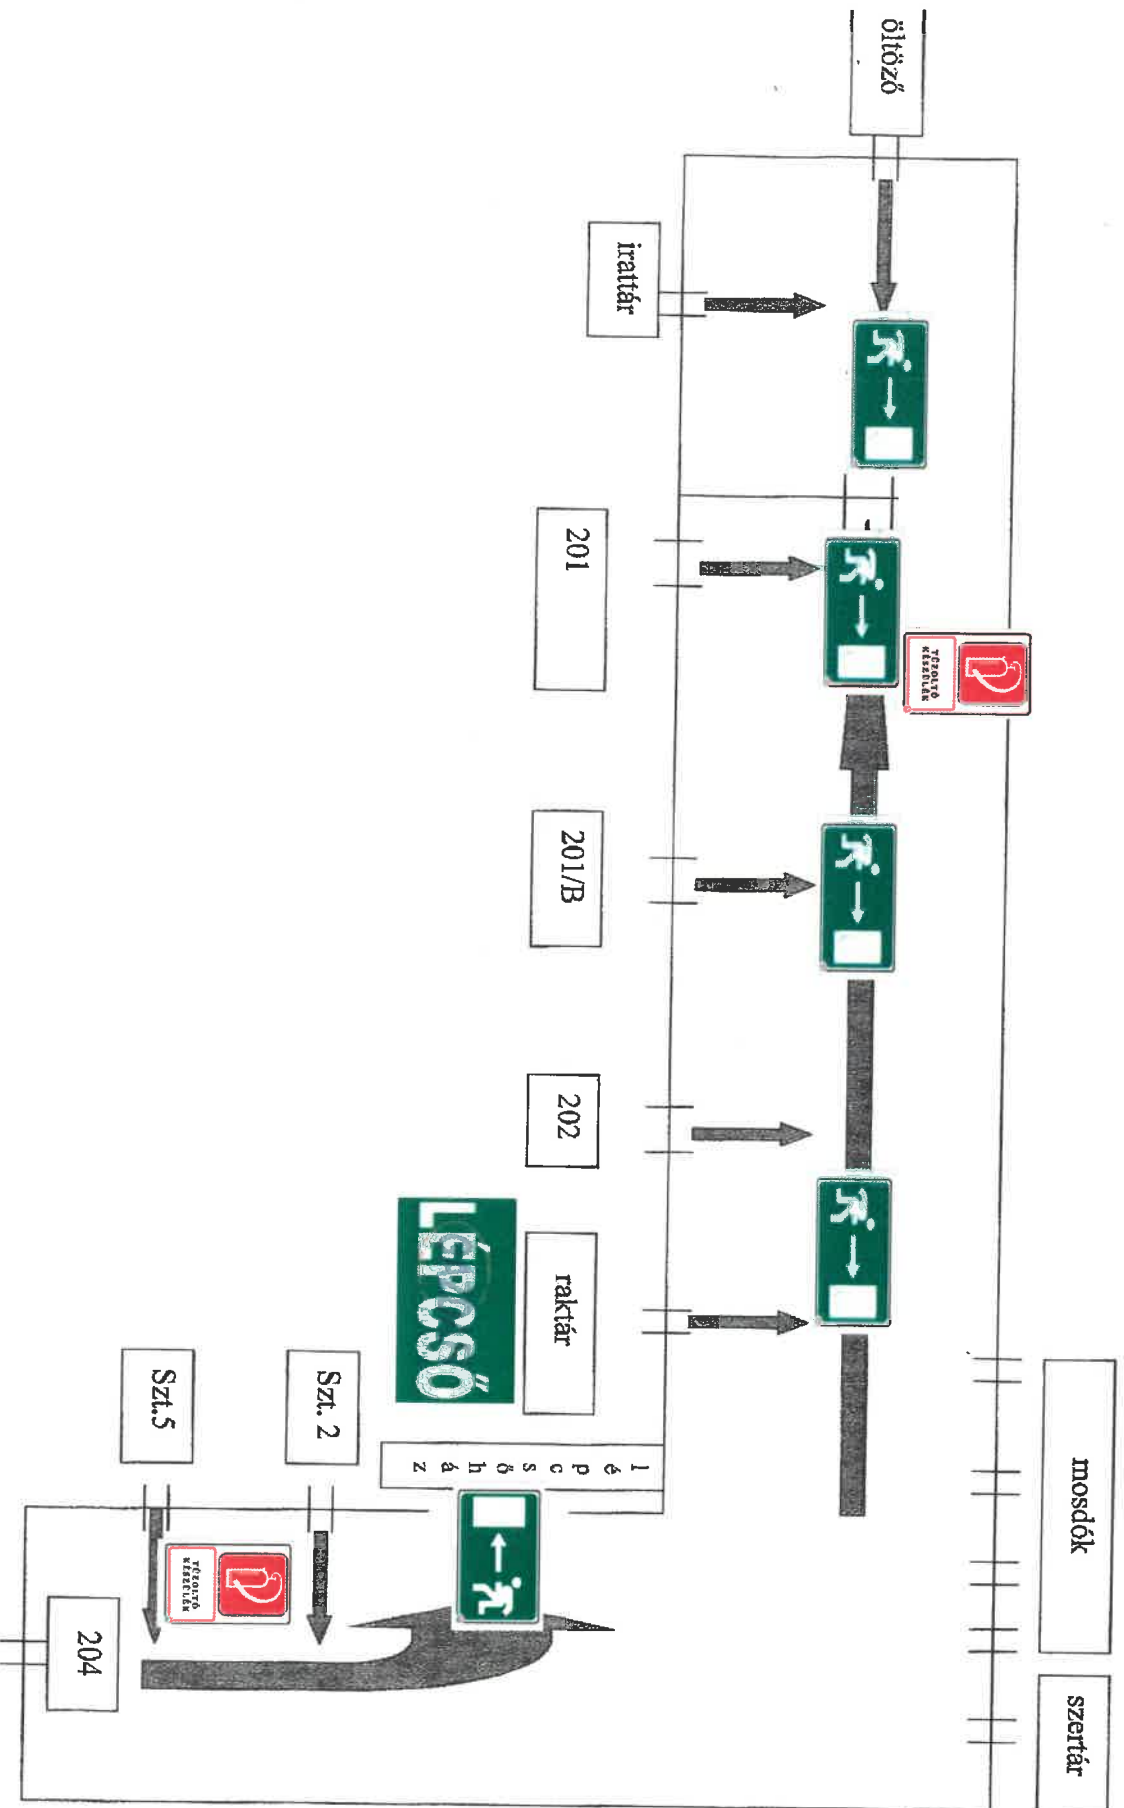 öltöző
irattár
201
201/B
202
raktár
LÉPCSŐ
lépcsőház
mosdók
szertár
TŰZOLTÓ
KÉSZÜLÉK
Szt. 2
Szt.5
TŰZOLTÓ
KÉSZÜLÉK
204